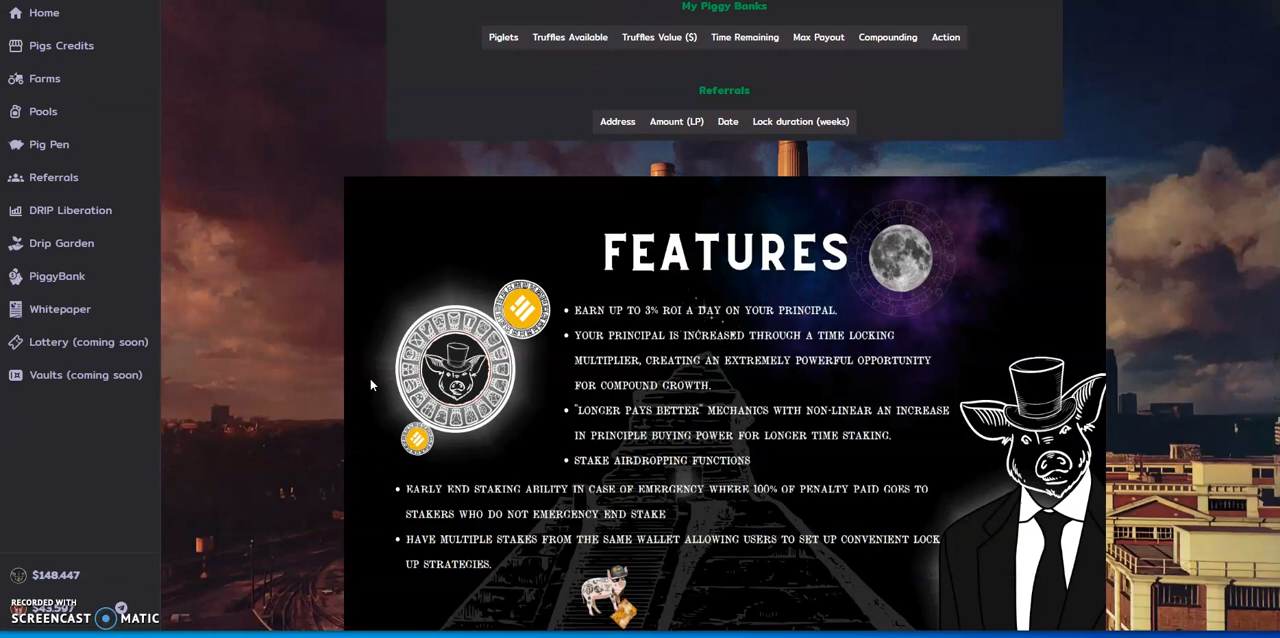 Home
Pigs Credits
Farms
Pools
Pig Pen
Referrals
DRIP Liberation
Drip Garden
PiggyBank
Whitepaper
Lottery (coming soon)
Vaults (coming soon)
$148.447
RECORDED WITH
SCREENCAST MATIC
My Piggy Banks
Piglets Truffles Available Truffles Value ($) Time Remaining Max Payout Compounding Action
Referrals
Address Amount (LP) Date Lock duration (weeks)
FEATURES
• EARN UP TO 3% ROI A DAY ON YOUR PRINCIPAL.
• YOUR PRINCIPAL IS INCREASED THROUGH A TIME LOCKING
MULTIPLIER, CREATING AN EXTREMELY POWERFUL OPPORTUNITY
FOR COMPOUND GROWTH.
• "LONGER PAYS BETTER" MECHANICS WITH NON-LINEAR AN INCREASE
IN PRINCIPLE BUYING POWER FOR LONGER TIME STAKING.
• STAKE AIRDROPPING FUNCTIONS
• EARLY END STAKING ABILITY IN CASE OF EMERGENCY WHERE 100% OF PENALTY PAID GOES TO
STAKERS WHO DO NOT EMERGENCY END STAKE
• HAVE MULTIPLE STAKES FROM THE SAME WALLET ALLOWING USERS TO SET UP CONVENIENT LOCK
UP STRATEGIES.